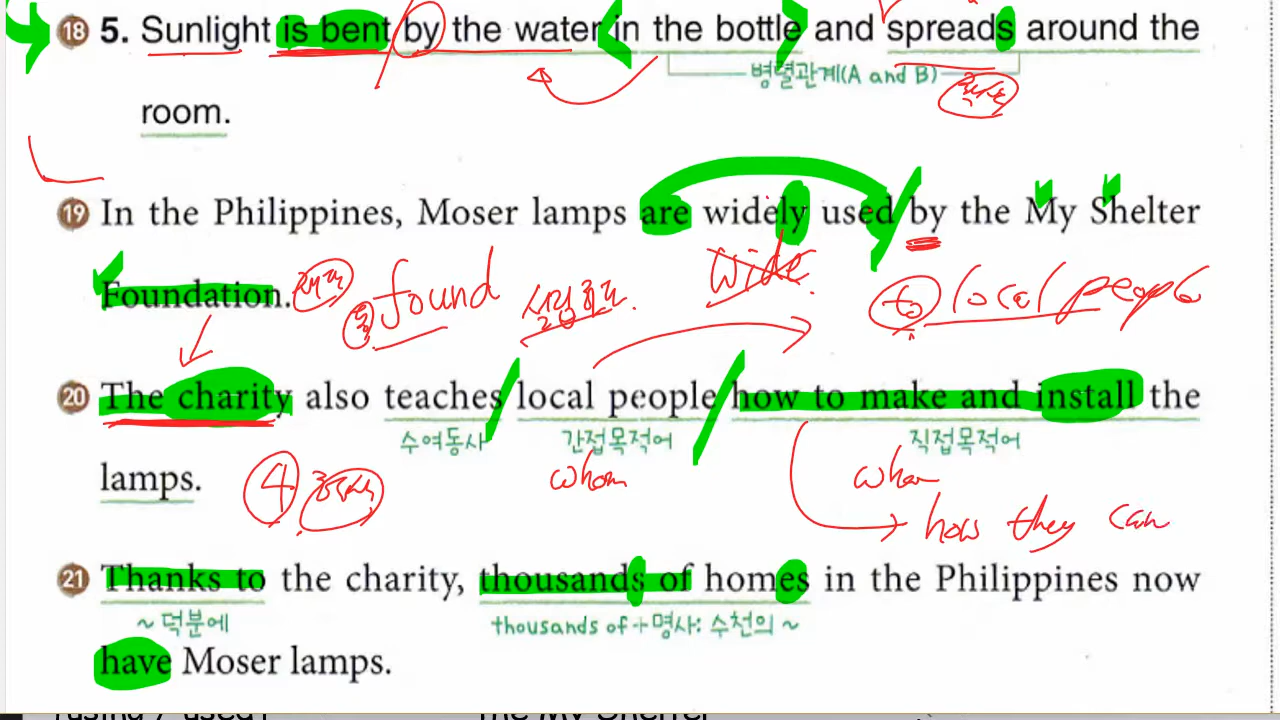 18 5. Sunlight is bent by the water in the bottle and spreads around the
병렬관계(A and B)
room.
19 In the Philippines, Moser lamps are widely used by the My Shelter
Foundation. found wide to local people
20 The charity also teaches local people how to make and install the
수여동사 간접목적어 직접목적어
lamps. 4 whom
how they can
21 Thanks to the charity, thousands of homes in the Philippines now
~ 덕분에 thousands of+명사: 수천의 ~
have Moser lamps.